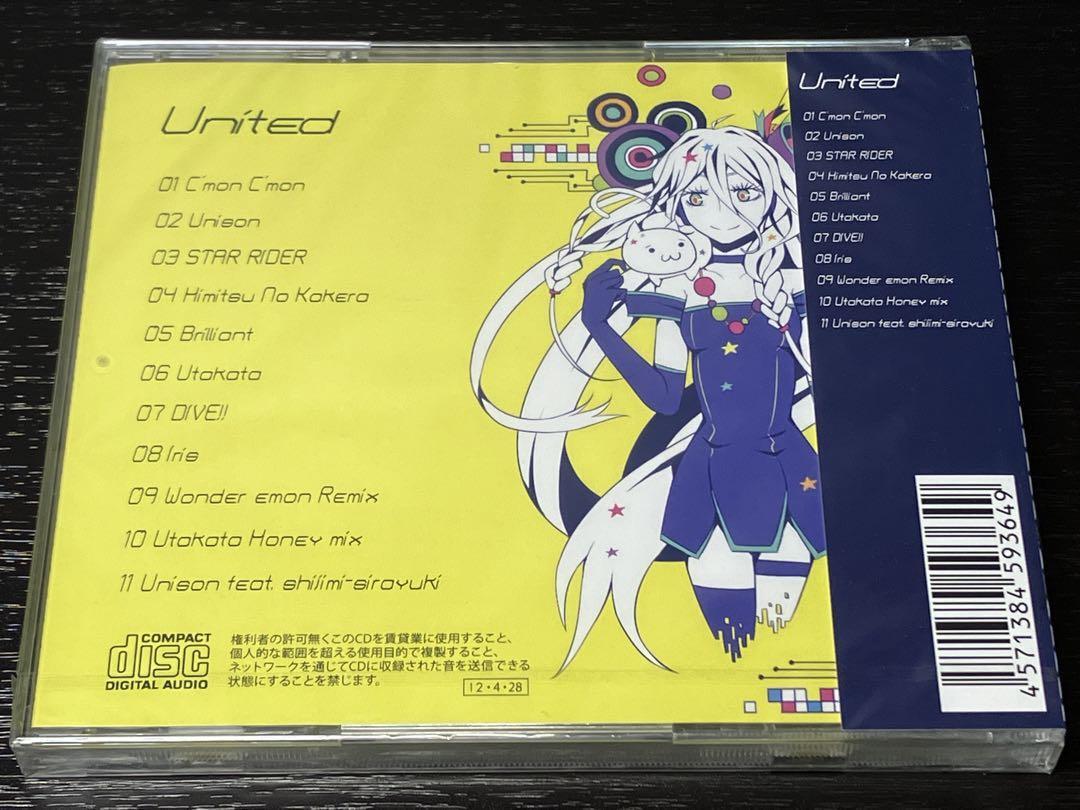 United
01 C'mon C'mon
02 Unison
03 STAR RIDER
04 Himitsu No Kakera
05 Brilliant
06 Utakata
07 DIVE!!
08 Iris
09 Wonder emon Remix
10 Utakata Honey mix
11 Unison feat. shijimi-sirayuki
COMPACT
disc
DIGITAL AUDIO
権利者の許可無くこのCDを賃貸業に使用すること、
個人的な範囲を超える使用目的で複製すること、
ネットワークを通じてCDに収録された音を送信できる
状態にすることを禁じます。
12・4・28
United
01 C'mon C'mon
02 Unison
03 STAR RIDER
04 Himitsu No Kakera
05 Brilliant
06 Utakata
07 DIVE!!
08 Iris
09 Wonder emon Remix
10 Utakata Honey mix
11 Unison feat. shijimi-sirayuki
4 571384 593649